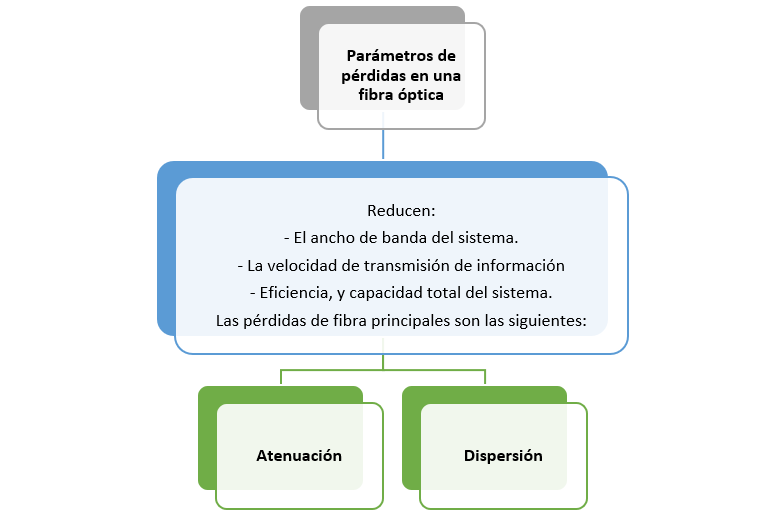 Parámetros de
pérdidas en una
fibra óptica
Reducen:
- El ancho de banda del sistema.
- La velocidad de transmisión de información
- Eficiencia, y capacidad total del sistema.
Las pérdidas de fibra principales son las siguientes:
Atenuación
Dispersión